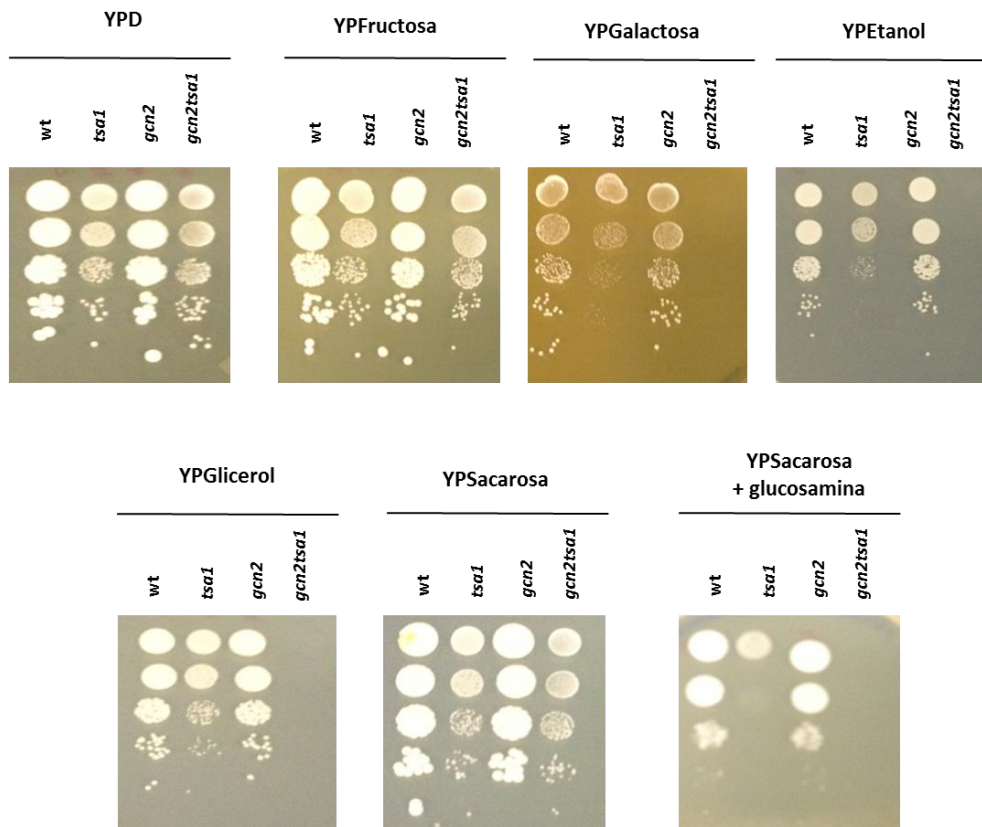 YPD
YPFructosa
YPGalactosa
YPEtanol
wt
tsa1
gcn2
gcn2tsa1
wt
tsa1
gcn2
gcn2tsa1
wt
tsa1
gcn2
gcn2tsa1
wt
tsa1
gcn2
gcn2tsa1
YPGlicerol
YPSacarosa
YPSacarosa
+ glucosamina
wt
tsa1
gcn2
gcn2tsa1
wt
tsa1
gcn2
gcn2tsa1
wt
tsa1
gcn2
gcn2tsa1